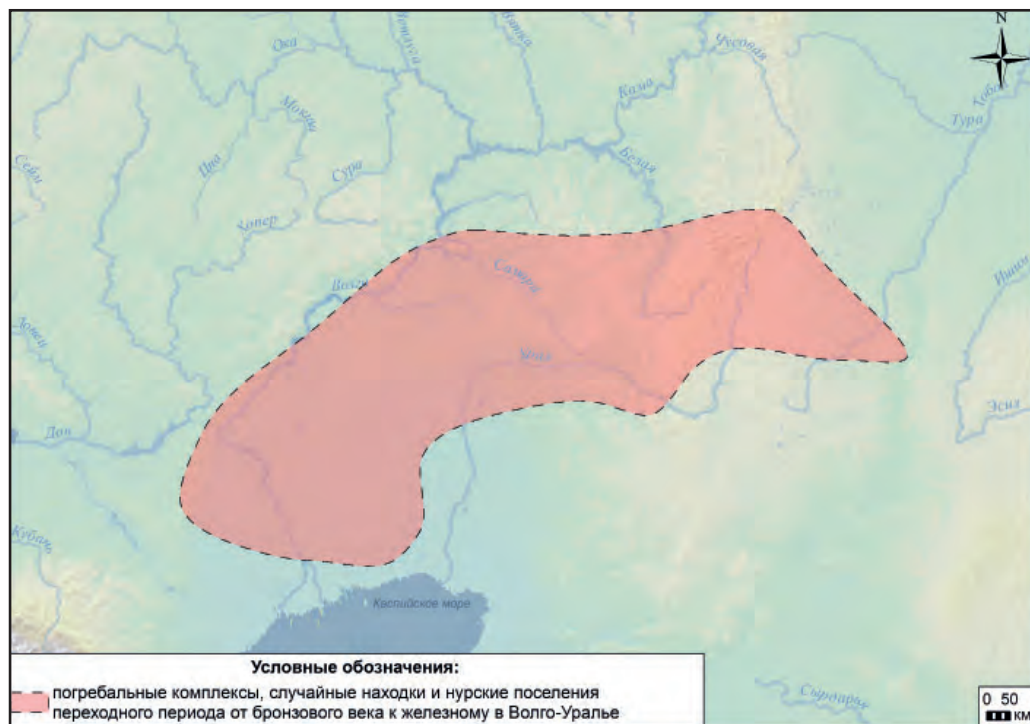 N
Ока
Ветлуга
Вятка
Чусовая
Кама
Тобол
Тура
Мокша
Белая
Сейм
Цна
Сура
Хопер
Самара
Ишим
Волга
Донец
Урал
Эсил
Дон
Кубань
Каспийское море
Сырдарья
Условные обозначения:
погребальные комплексы, случайные находки и нурские поселения
переходного периода от бронзового века к железному в Волго-Уралье
0 50
км